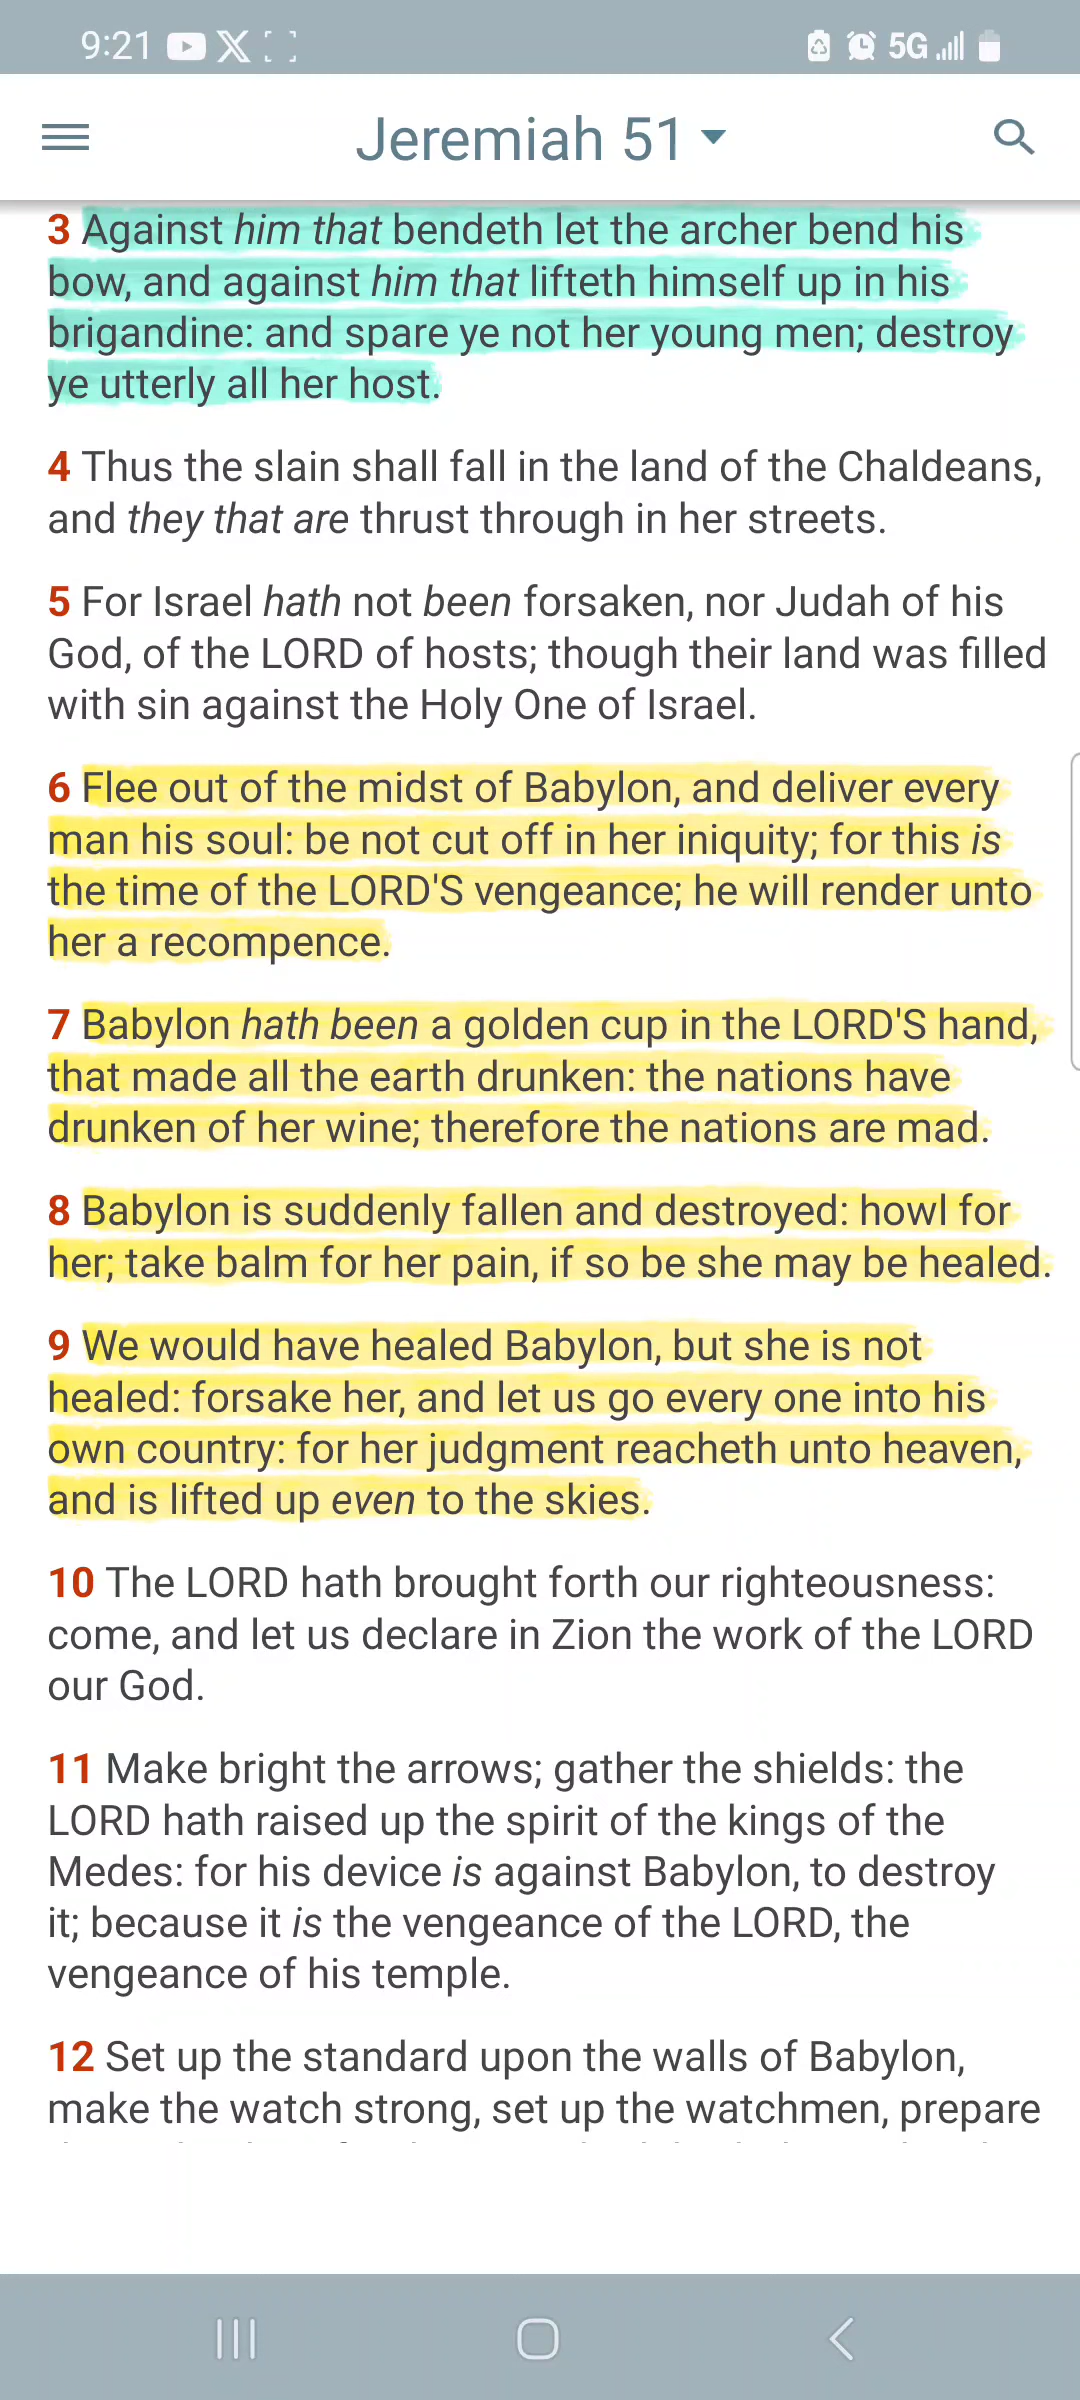 9:21
5G
Jeremiah 51
3 Against him that bendeth let the archer bend his
bow, and against him that lifteth himself up in his
brigandine: and spare ye not her young men; destroy
ye utterly all her host.
4 Thus the slain shall fall in the land of the Chaldeans,
and they that are thrust through in her streets.
5 For Israel hath not been forsaken, nor Judah of his
God, of the LORD of hosts; though their land was filled
with sin against the Holy One of Israel.
6 Flee out of the midst of Babylon, and deliver every
man his soul: be not cut off in her iniquity; for this is
the time of the LORD'S vengeance; he will render unto
her a recompence.
7 Babylon hath been a golden cup in the LORD'S hand,
that made all the earth drunken: the nations have
drunken of her wine; therefore the nations are mad.
8 Babylon is suddenly fallen and destroyed: howl for
her; take balm for her pain, if so be she may be healed.
9 We would have healed Babylon, but she is not
healed: forsake her, and let us go every one into his
own country: for her judgment reacheth unto heaven,
and is lifted up even to the skies.
10 The LORD hath brought forth our righteousness:
come, and let us declare in Zion the work of the LORD
our God.
11 Make bright the arrows; gather the shields: the
LORD hath raised up the spirit of the kings of the
Medes: for his device is against Babylon, to destroy
it; because it is the vengeance of the LORD, the
vengeance of his temple.
12 Set up the standard upon the walls of Babylon,
make the watch strong, set up the watchmen, prepare